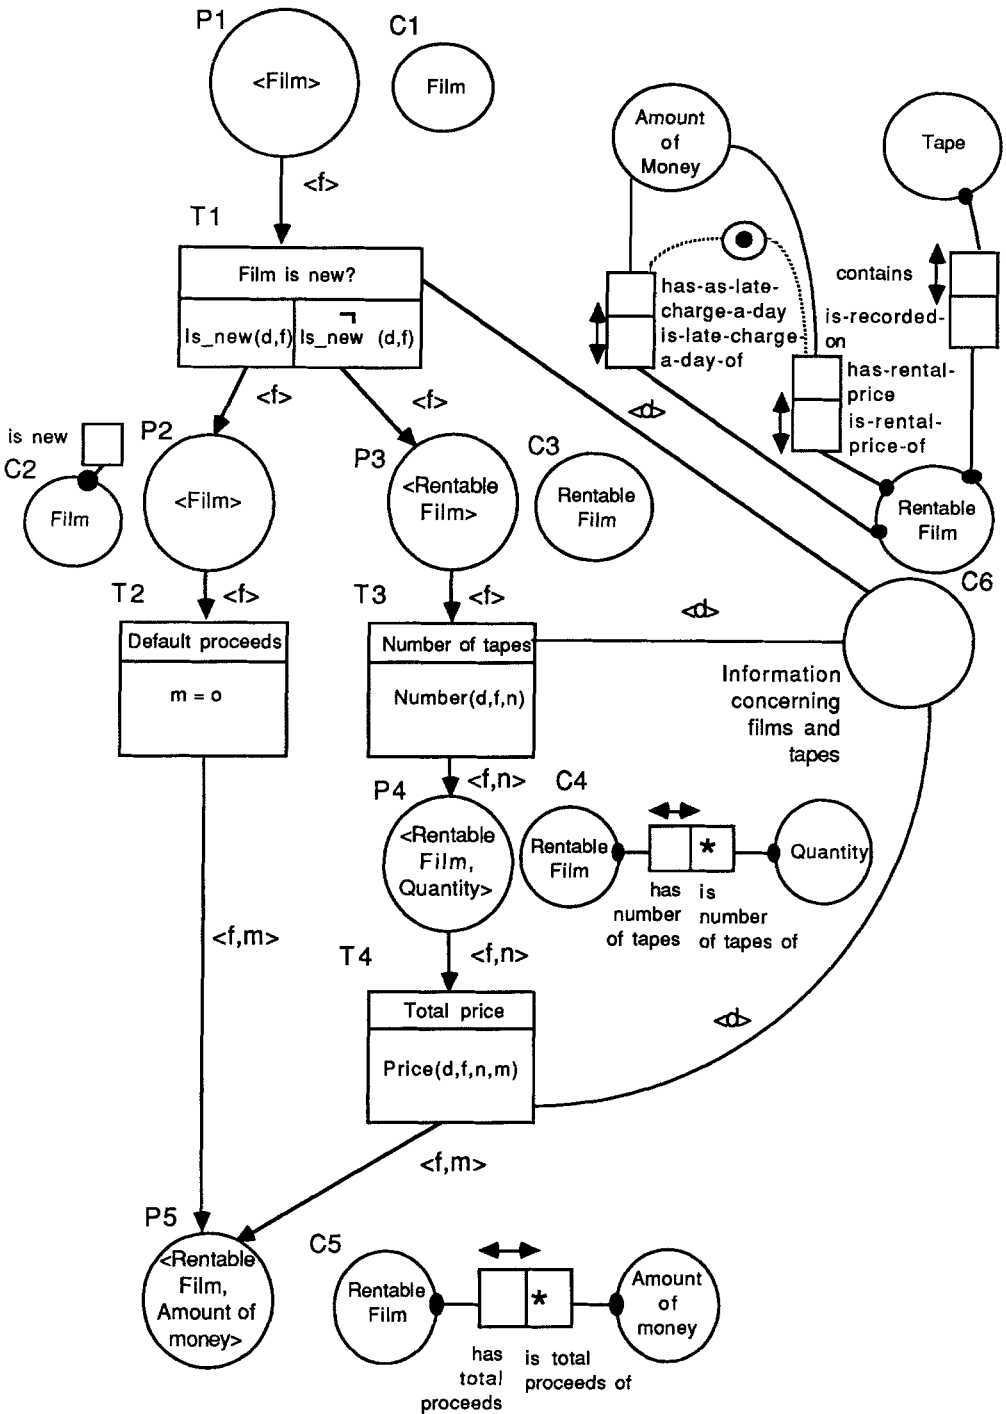 P1
C1
<Film>
Film
<f>
T1
Film is new?
Is_new(d,f)
Is_new (d,f)
¬
<f>
<f>
Amount
of
Money
Tape
contains
is-recorded-
on
has-as-late-
charge-a-day
is-late-charge-
a-day-of
has-rental-
price
is-rental-
price-of
<d>
is new
C2
Film
P2
<Film>
P3
<Rentable
Film>
C3
Rentable
Film
Rentable
Film
C6
T2
<f>
Default proceeds
m = o
T3
<f>
Number of tapes
Number(d,f,n)
<d>
Information
concerning
films and
tapes
<f,n>
P4
<Rentable
Film,
Quantity>
C4
Rentable
Film
*
Quantity
has
number
of tapes
is
number
of tapes of
<f,m>
<f,n>
T4
Total price
Price(d,f,n,m)
<d>
<f,m>
P5
<Rentable
Film,
Amount of
money>
C5
Rentable
Film
*
Amount
of
money
has
total
proceeds
is total
proceeds of